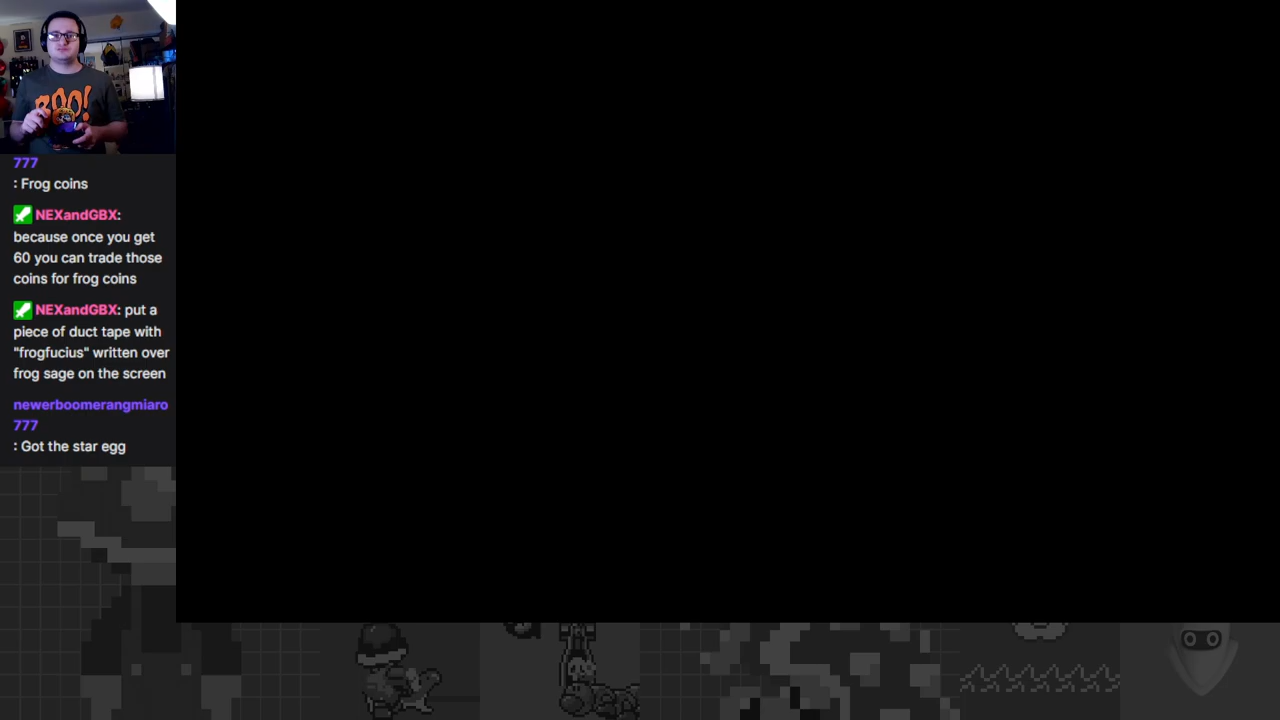 BOO!
777
: Frog coins
NEXandGBX:
because once you get
60 you can trade those
coins for frog coins
NEXandGBX: put a
piece of duct tape with
"frogfucius" written over
frog sage on the screen
newerboomerangmiaro
777
: Got the star egg